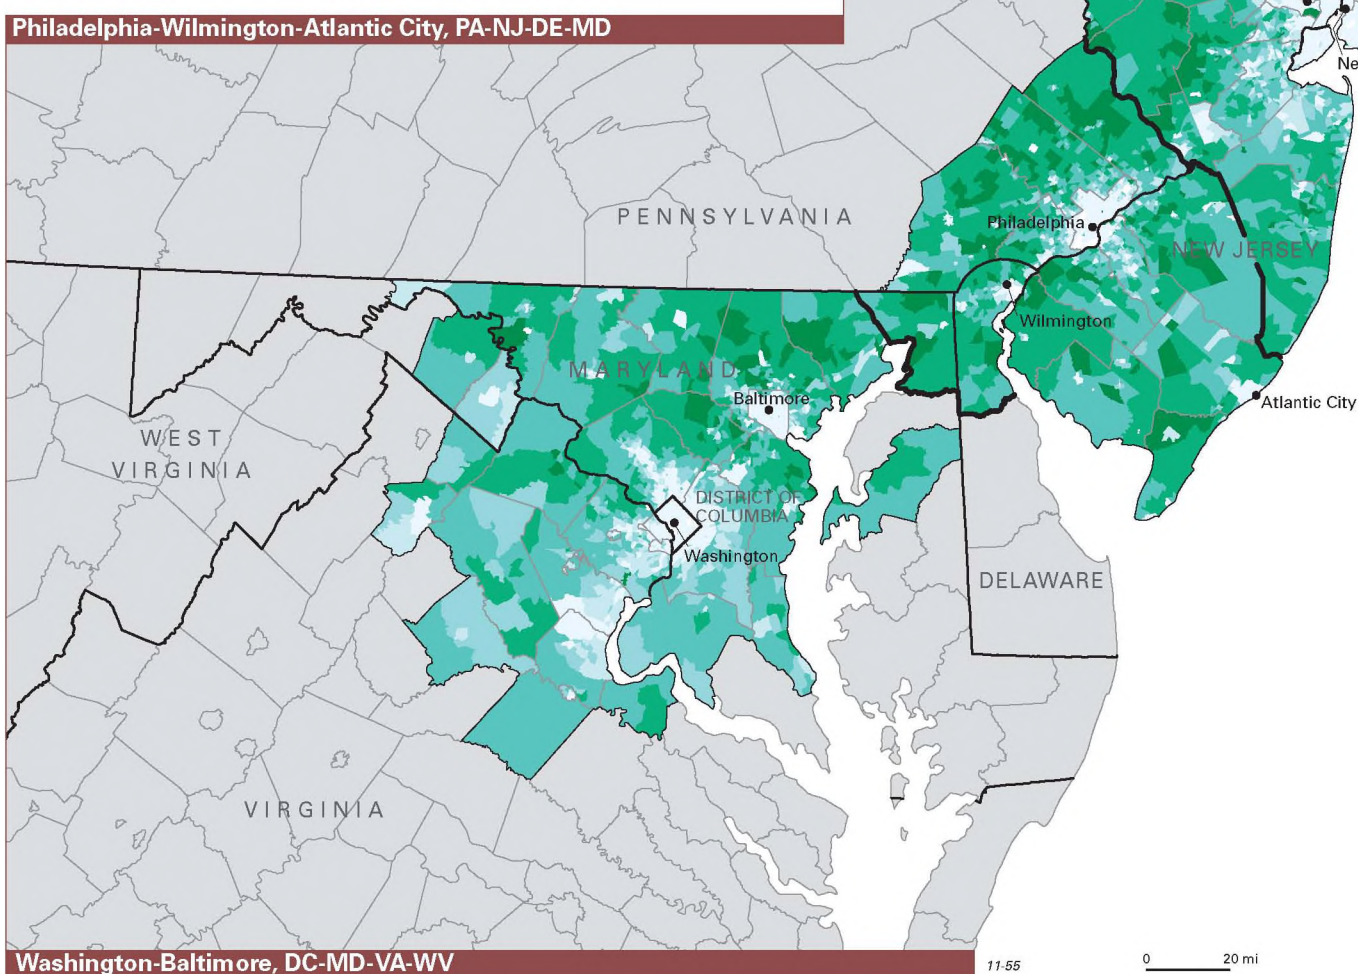 Philadelphia-Wilmington-Atlantic City, PA-NJ-DE-MD
Ne
PENNSYLVANIA
Philadelphia
NEW JERSEY
Wilmington
MARYLAND
Baltimore
Atlantic City
WEST
VIRGINIA
DISTRICT OF
COLUMBIA
Washington
DELAWARE
VIRGINIA
Washington-Baltimore, DC-MD-VA-WV
11-55
0 20 mi